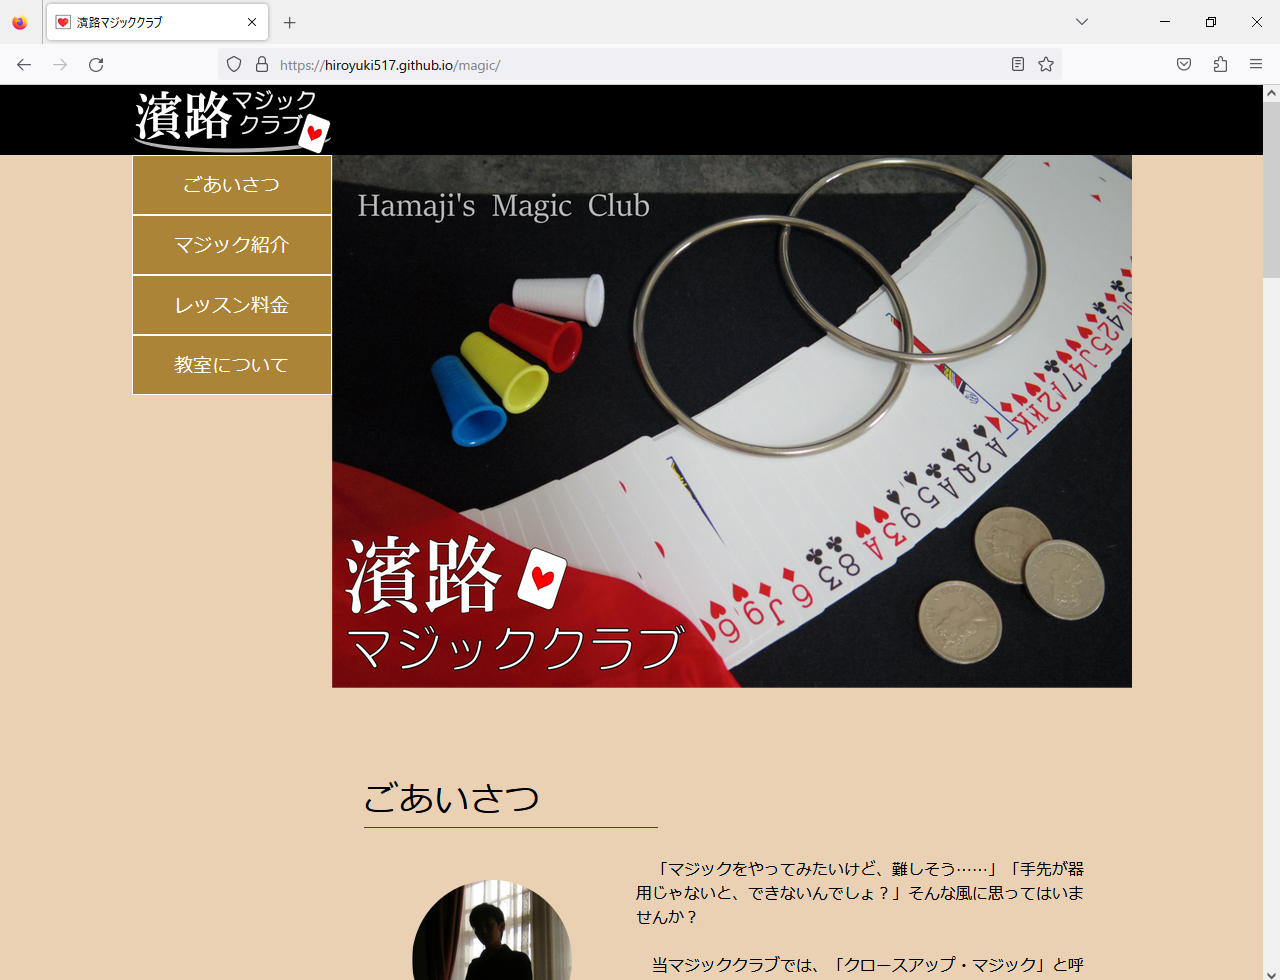 濱路マジッククラブ
https://hiroyuki517.github.io/magic/
濱路マジック
クラブ
ごあいさつ
マジック紹介
レッスン料金
教室について
Hamaji's Magic Club
濱路
マジッククラブ
ごあいさつ
「マジックをやってみたいけど、難しそう……」「手先が器
用じゃないと、できないんでしょ？」そんな風に思ってはいま
せんか？
当マジッククラブでは、「クロースアップ・マジック」と呼